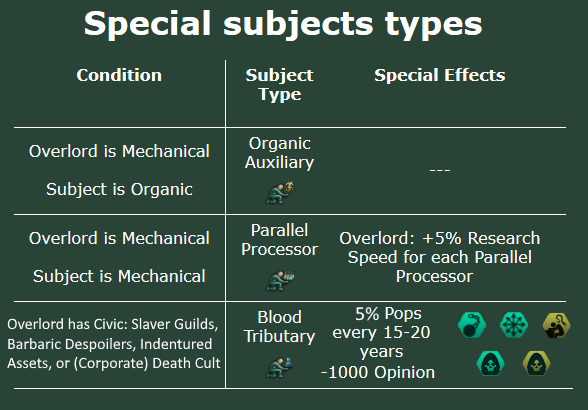 Special subjects types
Condition
Subject
Type
Special Effects
Overlord is Mechanical
Subject is Organic
Organic
Auxiliary
---
Overlord is Mechanical
Subject is Mechanical
Parallel
Processor
Overlord: +5% Research
Speed for each Parallel
Processor
Overlord has Civic: Slaver Guilds,
Barbaric Despoilers, Indentured
Assets, or (Corporate) Death Cult
Blood
Tributary
5% Pops
every 15-20
years
-1000 Opinion